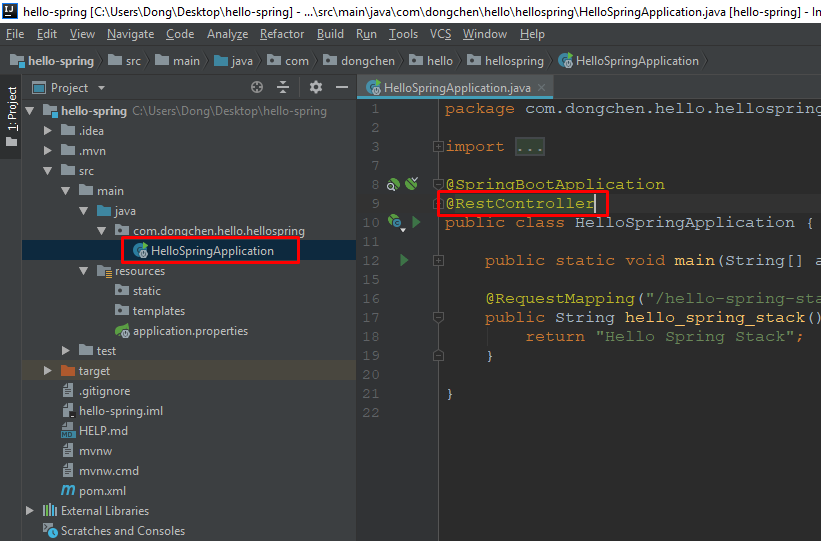 hello-spring [C:\Users\Dong\Desktop\hello-spring] - ...\src\main\java\com\dongchen\hello\hellospring\HelloSpringApplication.java [hello-spring] - In
File Edit View Navigate Code Analyze Refactor Build Run Tools VCS Window Help
hello-spring src main java com dongchen hello hellospring HelloSpringApplication
1: Project
Project
hello-spring C:\Users\Dong\Desktop\hello-spring
.idea
.mvn
src
main
java
com.dongchen.hello.hellospring
HelloSpringApplication
resources
static
templates
application.properties
test
target
.gitignore
hello-spring.iml
HELP.md
mvnw
mvnw.cmd
pom.xml
External Libraries
Scratches and Consoles
HelloSpringApplication.java
1 package com.dongchen.hello.hellospring
2
3 import ...
7
8 @SpringBootApplication
9 @RestController
10 public class HelloSpringApplication {
11
12 public static void main(String[] a
15
16 @RequestMapping("/hello-spring-sta
17 public String hello_spring_stack()
18 return "Hello Spring Stack";
19 }
20
21 }
22